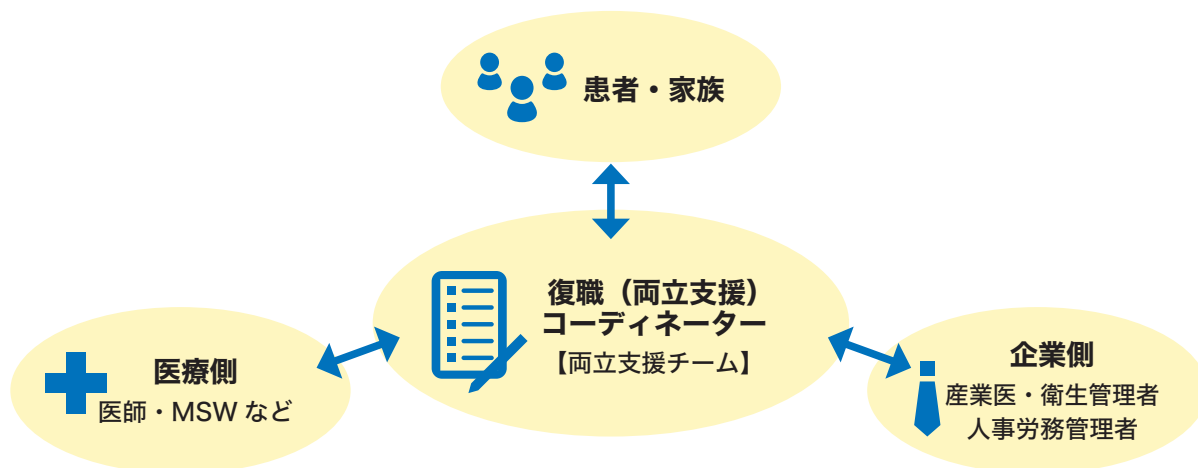 患者・家族
復職（両立支援）
コーディネーター
【両立支援チーム】
医療側
医師・MSW など
企業側
産業医・衛生管理者
人事労務管理者